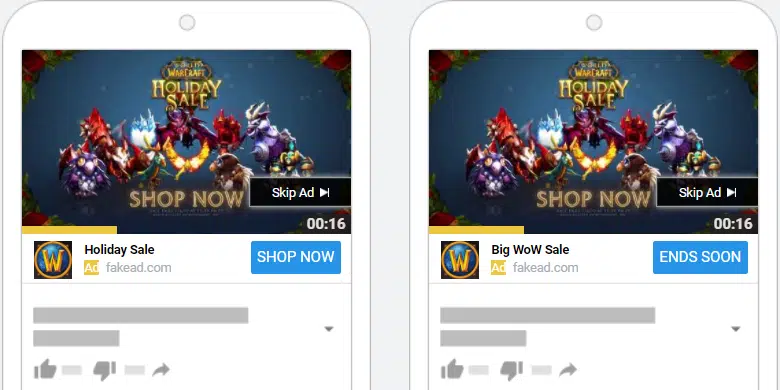 WORLD OF
WARCRAFT
HOLIDAY
SALE
SHOP NOW
Skip Ad
00:16
W
Holiday Sale
Ad fakead.com
SHOP NOW
WORLD OF
WARCRAFT
HOLIDAY
SALE
SHOP NOW
Skip Ad
00:16
W
Big WoW Sale
Ad fakead.com
ENDS SOON